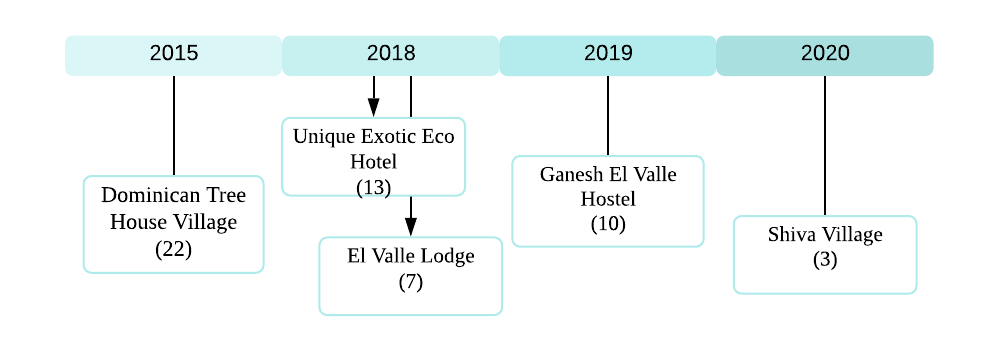 2015
2018
2019
2020
Unique Exotic Eco
Hotel
(13)
Ganesh El Valle
Hostel
(10)
Dominican Tree
House Village
(22)
Shiva Village
(3)
El Valle Lodge
(7)